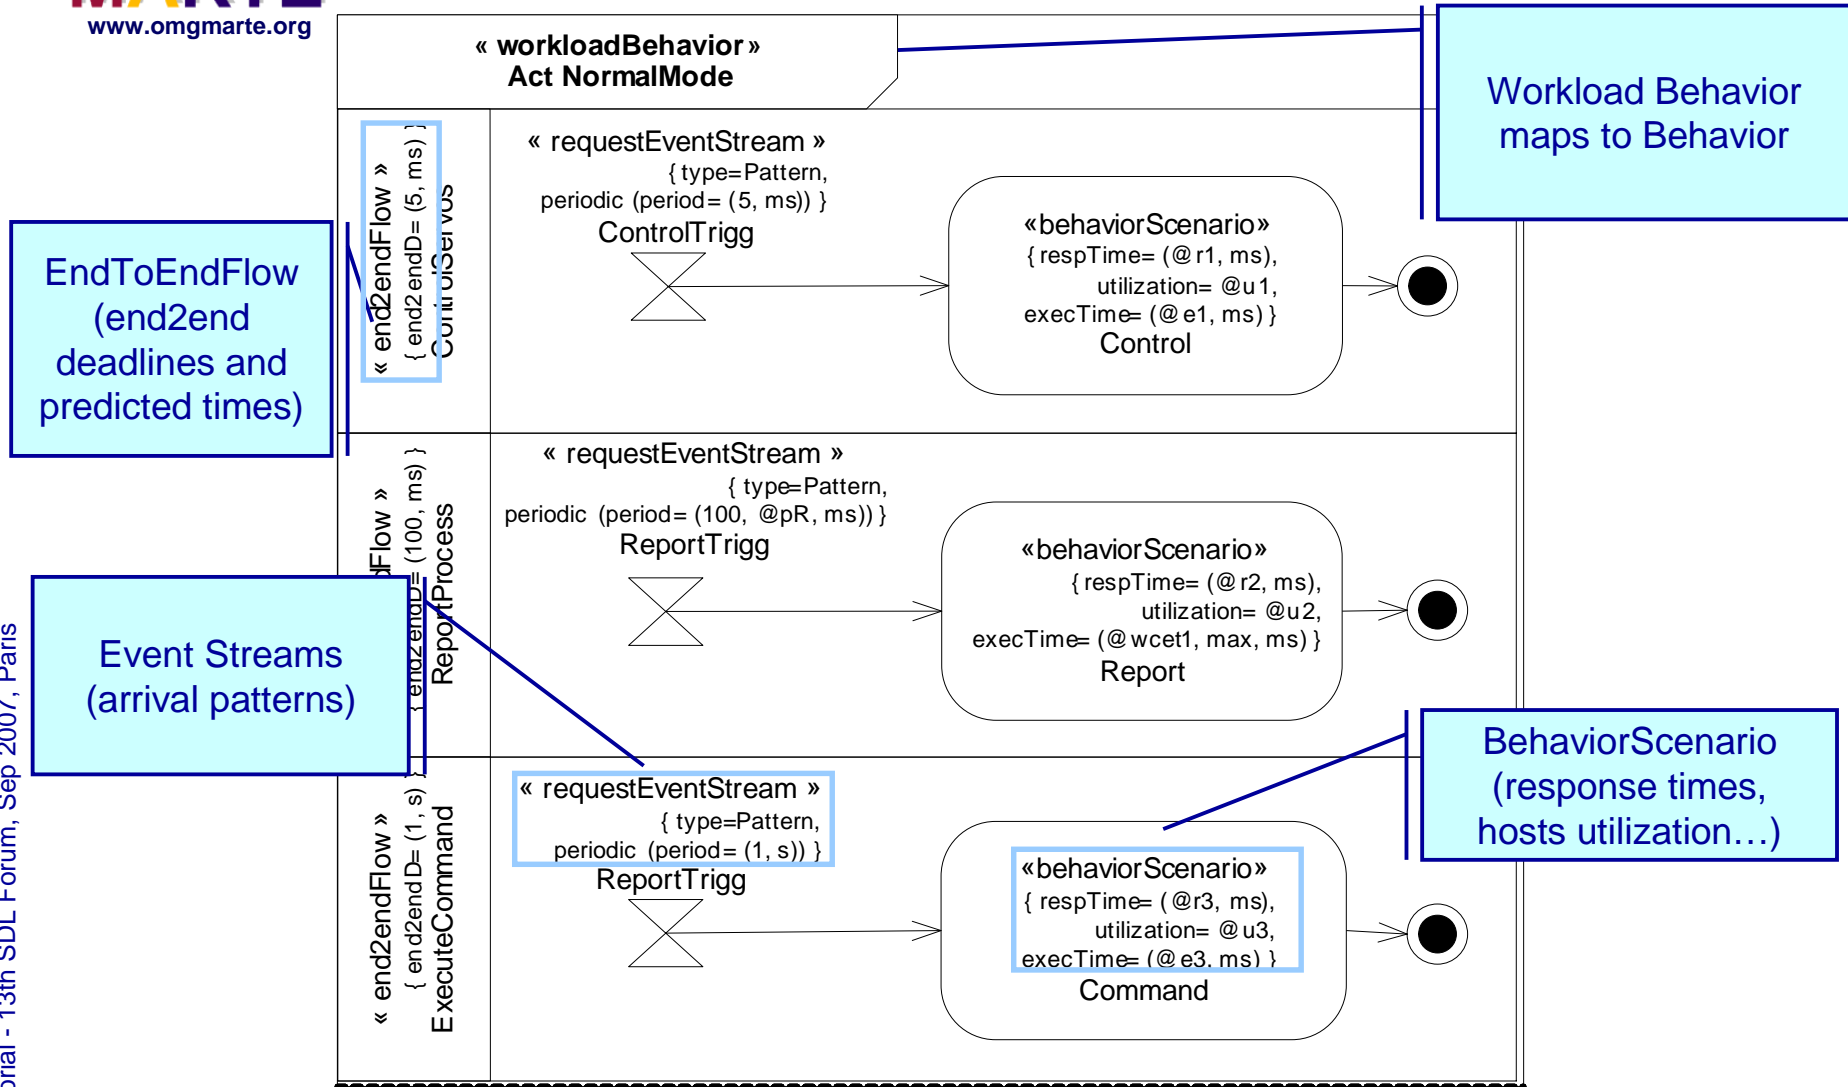 MARTE
www.omgmarte.org
« workloadBehavior »
Act NormalMode
Workload Behavior
maps to Behavior
« end2endFlow »
{ end2endD= (5, ms) }
ControlServos
« requestEventStream »
{ type=Pattern,
periodic (period= (5, ms)) }
ControlTrigg
«behaviorScenario»
{ respTime= (@r1, ms),
utilization= @u1,
execTime= (@e1, ms) }
Control
EndToEndFlow
(end2end
deadlines and
predicted times)
dFlow »
{ end2endD= (100, ms) }
ReportProcess
« requestEventStream »
{ type=Pattern,
periodic (period= (100, @pR, ms)) }
ReportTrigg
«behaviorScenario»
{ respTime= (@r2, ms),
utilization= @u2,
execTime= (@wcet1, max, ms) }
Report
Event Streams
(arrival patterns)
« end2endFlow »
{ end2endD= (1, s) }
ExecuteCommand
« requestEventStream »
{ type=Pattern,
periodic (period= (1, s)) }
ReportTrigg
«behaviorScenario»
{ respTime= (@r3, ms),
utilization= @u3,
execTime= (@e3, ms) }
Command
BehaviorScenario
(response times,
hosts utilization…)
orial - 13th SDL Forum, Sep 2007, Paris